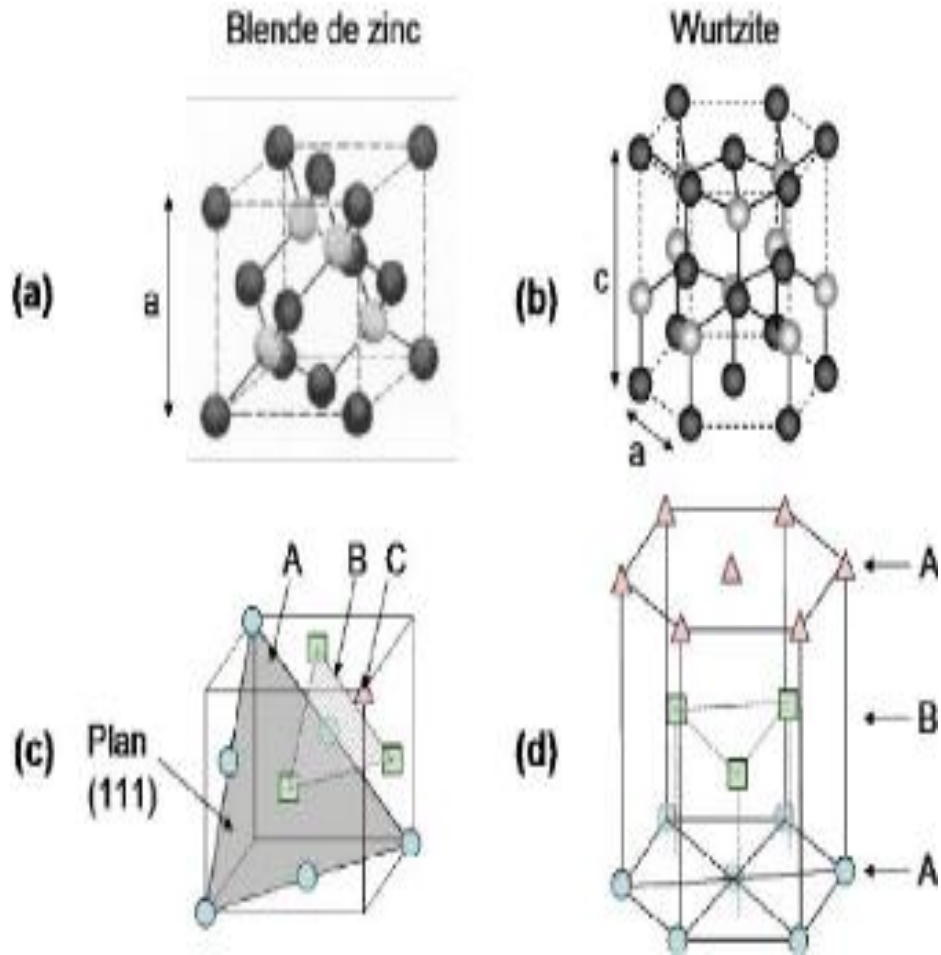 Blende de zinc
Wurtzite
(a)
a
(b)
c
a
(c)
A
B
C
Plan
(111)
(d)
A
B
A